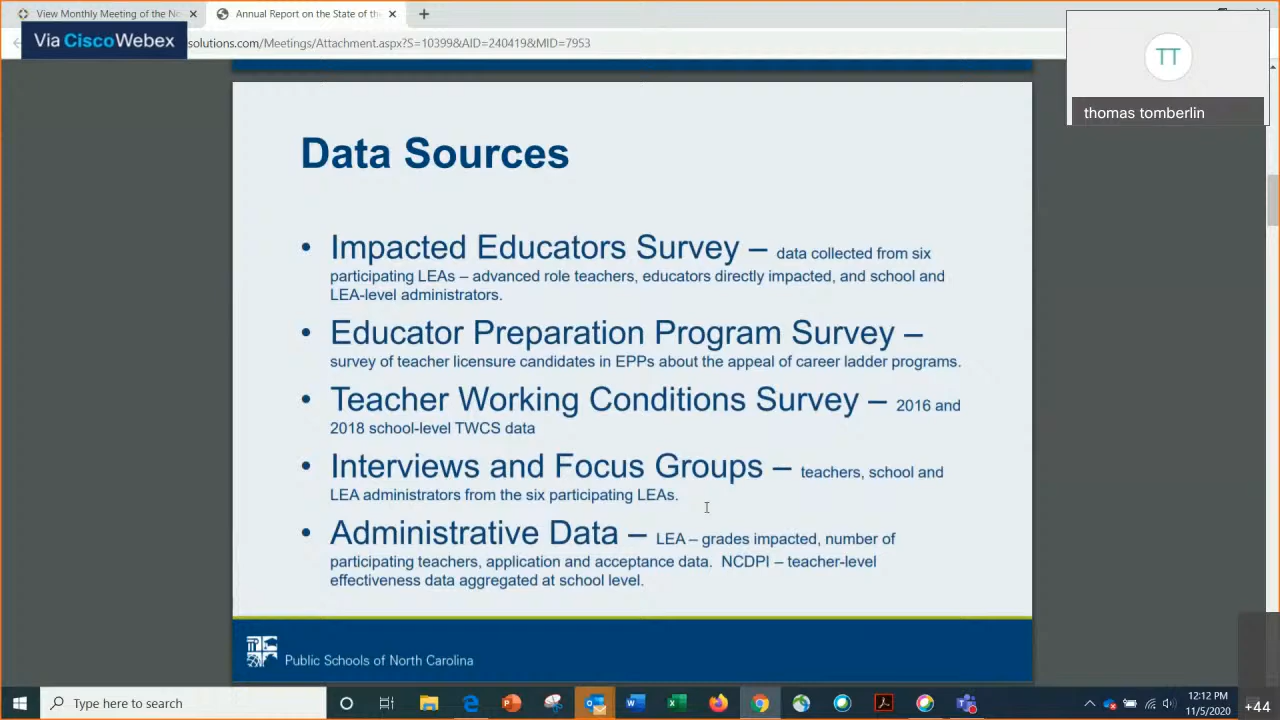 View Monthly Meeting of the N
Annual Report on the State of th
Via CiscoWebex
solutions.com/Meetings/Attachment.aspx?S=10399&AID=240419&MID=7953
TT
thomas tomberlin
Data Sources
• Impacted Educators Survey – data collected from six
participating LEAs – advanced role teachers, educators directly impacted, and school and
LEA-level administrators.
• Educator Preparation Program Survey –
survey of teacher licensure candidates in EPPs about the appeal of career ladder programs.
• Teacher Working Conditions Survey – 2016 and
2018 school-level TWCS data
• Interviews and Focus Groups – teachers, school and
LEA administrators from the six participating LEAs.
• Administrative Data – LEA – grades impacted, number of
participating teachers, application and acceptance data. NCDPI – teacher-level
effectiveness data aggregated at school level.
Public Schools of North Carolina
Type here to search
12:12 PM
11/5/2020
+44